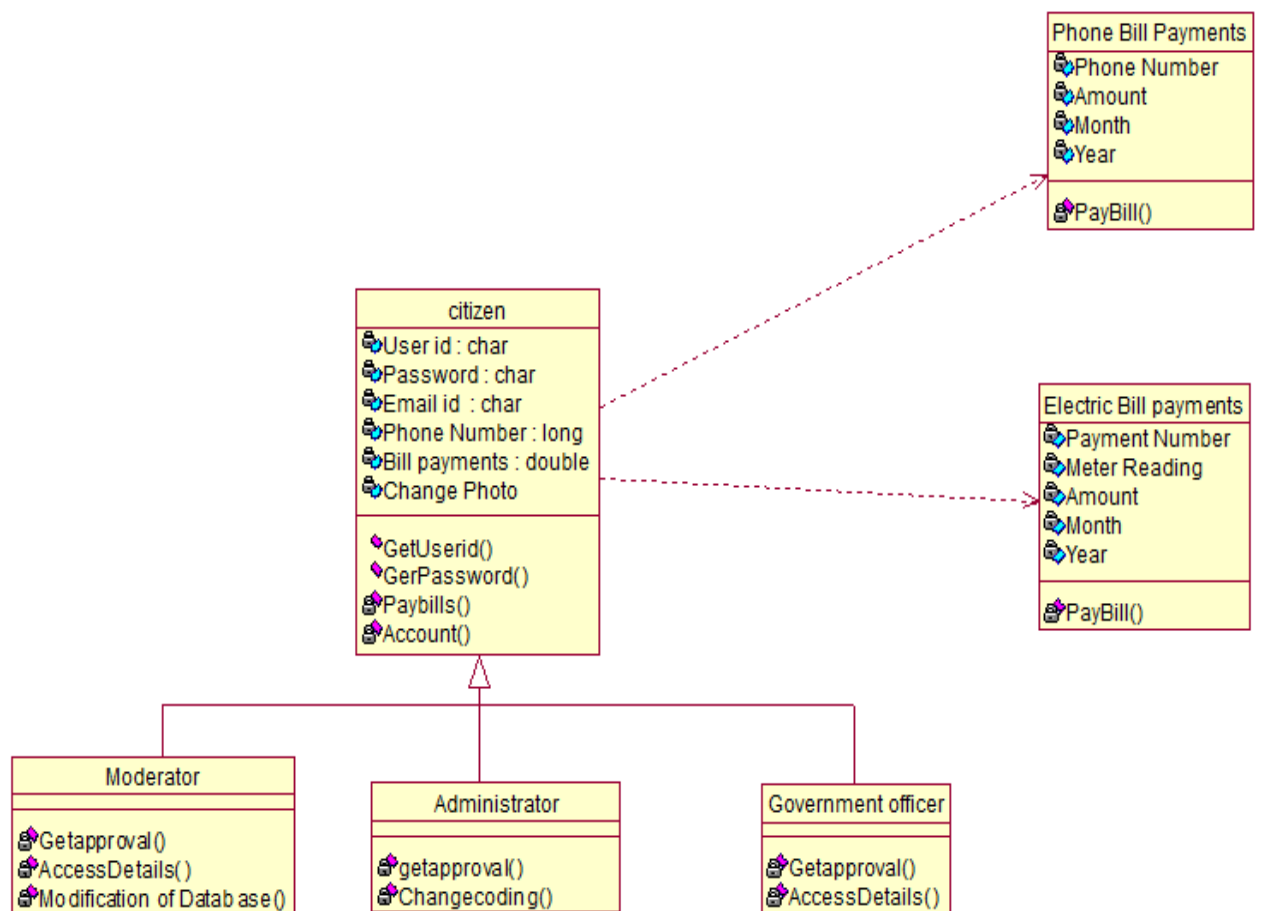 Phone Bill Payments
Phone Number
Amount
Month
Year
PayBill()
citizen
User id : char
Password : char
Email id : char
Phone Number : long
Bill payments : double
Change Photo
GetUserid()
GerPassword()
Paybills()
Account()
Electric Bill payments
Payment Number
Meter Reading
Amount
Month
Year
PayBill()
Moderator
Getapproval()
AccessDetails()
Modification of Database()
Administrator
getapproval()
Changecoding()
Government officer
Getapproval()
AccessDetails()